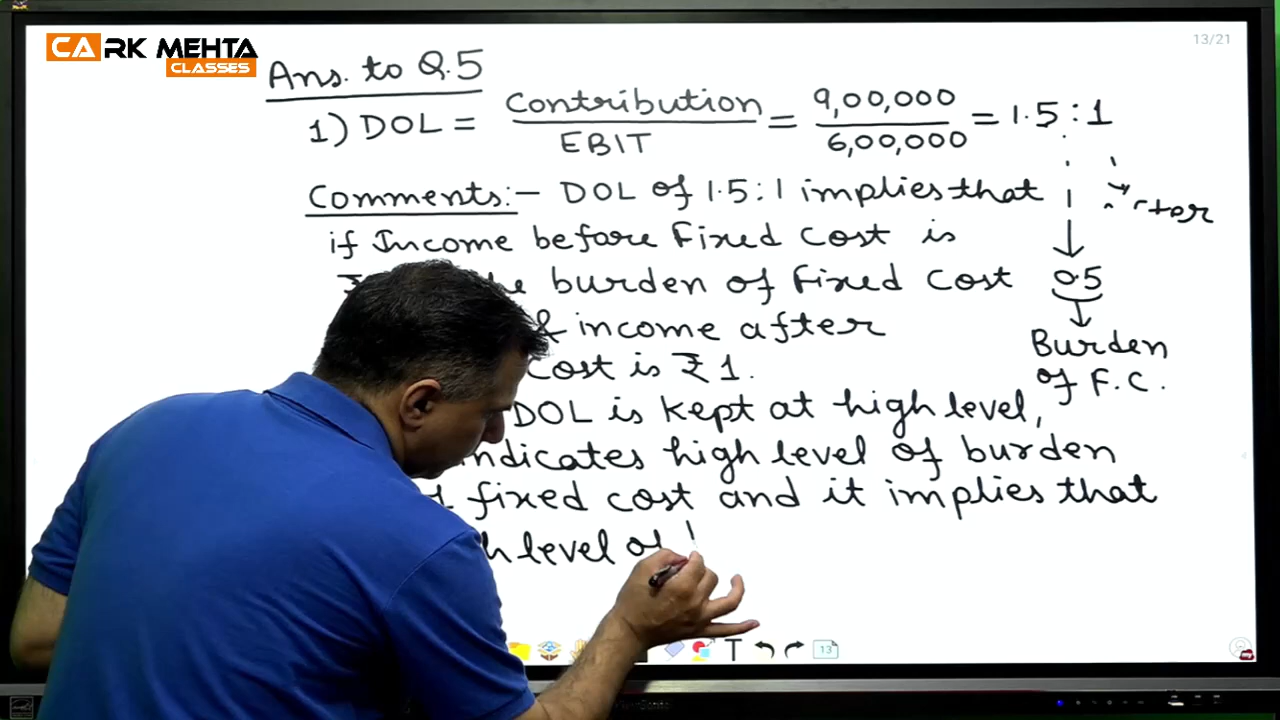 CA RK MEHTA
CLASSES
13/21
Ans. to Q.5
1) DOL = Contribution / EBIT = 9,00,000 / 6,00,000 = 1.5 : 1
Comments:- DOL of 1.5 : 1 implies that
if Income before Fixed Cost is
burden of Fixed Cost
0.5
income after
Cost is ₹ 1.
Burden
of F.C.
DOL is kept at high level,
indicates high level of burden
fixed cost and it implies that
level of
T
13